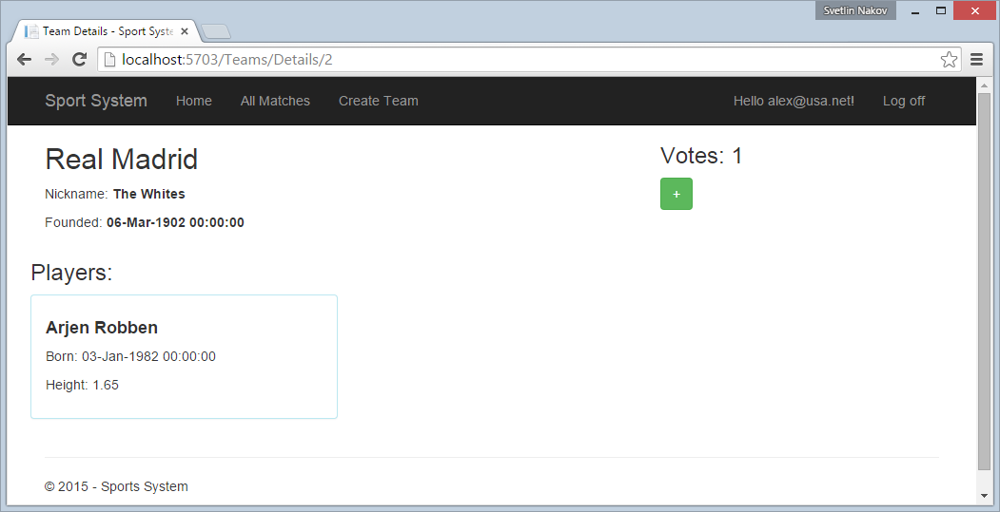 Svetlin Nakov
Team Details - Sport Syste
localhost:5703/Teams/Details/2
Sport System Home All Matches Create Team Hello alex@usa.net! Log off
Real Madrid
Votes: 1
Nickname: The Whites
+
Founded: 06-Mar-1902 00:00:00
Players:
Arjen Robben
Born: 03-Jan-1982 00:00:00
Height: 1.65
© 2015 - Sports System